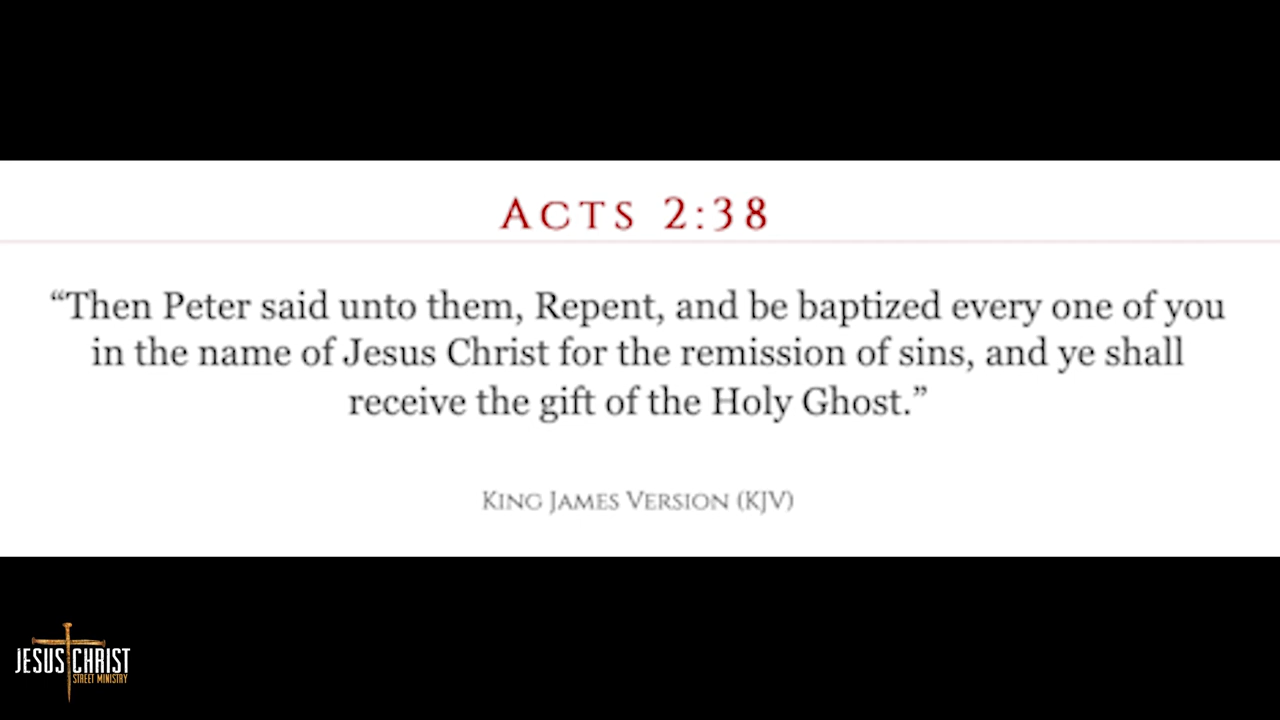 Acts 2:38
“Then Peter said unto them, Repent, and be baptized every one of you
in the name of Jesus Christ for the remission of sins, and ye shall
receive the gift of the Holy Ghost.”
King James Version (KJV)
JESUS CHRIST
STREET MINISTRY